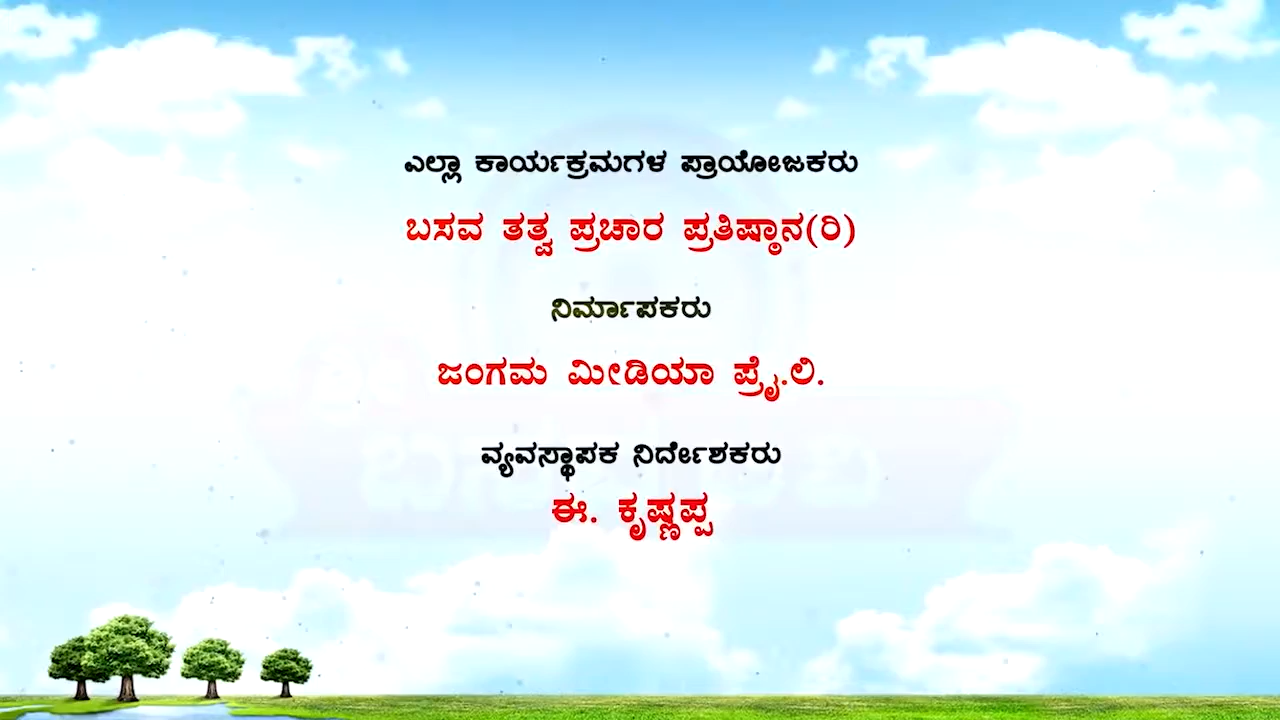 ಎಲ್ಲಾ ಕಾರ್ಯಕ್ರಮಗಳ ಪ್ರಾಯೋಜಕರು
ಬಸವ ತತ್ವ ಪ್ರಚಾರ ಪ್ರತಿಷ್ಠಾನ(ರಿ)
ನಿರ್ಮಾಪಕರು
ಜಂಗಮ ಮೀಡಿಯಾ ಪ್ರೈ.ಲಿ.
ವ್ಯವಸ್ಥಾಪಕ ನಿರ್ದೇಶಕರು
ಈ. ಕೃಷ್ಣಪ್ಪ